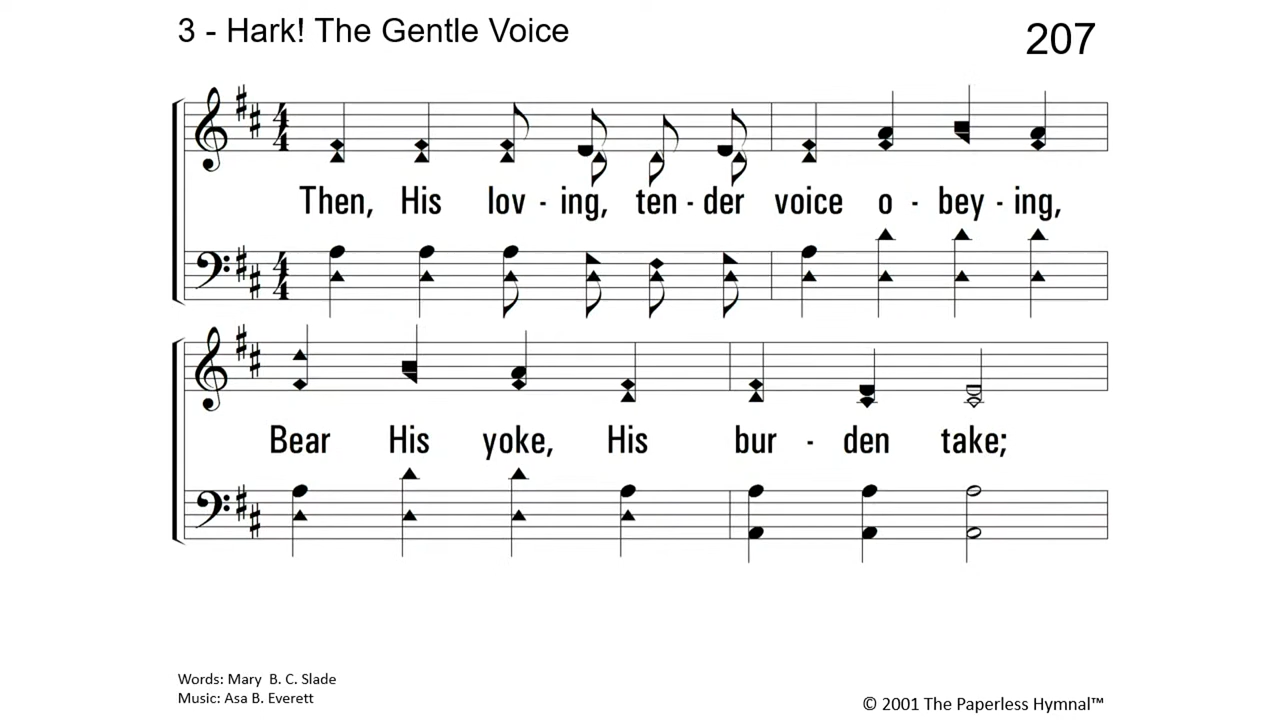 3 - Hark! The Gentle Voice
207
Then, His lov - ing, ten - der voice o - bey - ing,
Bear His yoke, His bur - den take;
Words: Mary B. C. Slade
Music: Asa B. Everett
© 2001 The Paperless Hymnal™